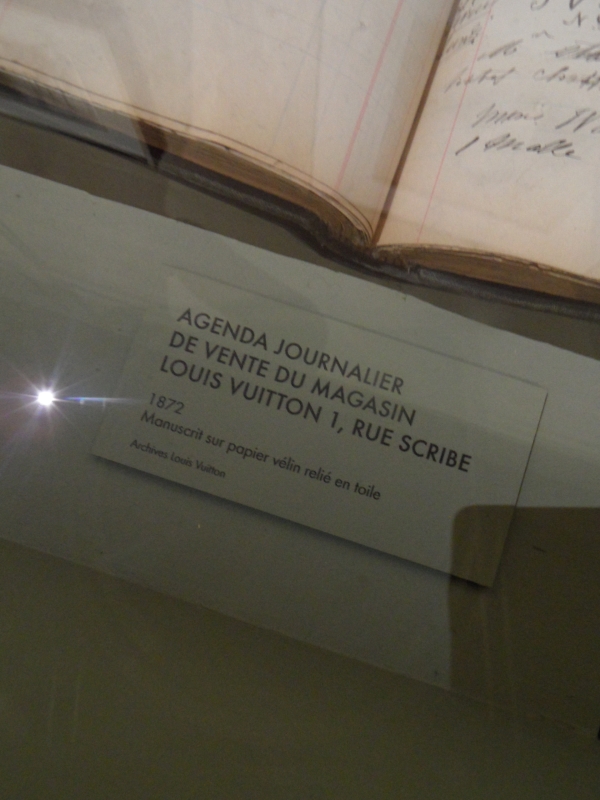 AGENDA JOURNALIER
DE VENTE DU MAGASIN
LOUIS VUITTON 1, RUE SCRIBE
1872
Manuscrit sur papier vélin relié en toile
Archives Louis Vuitton